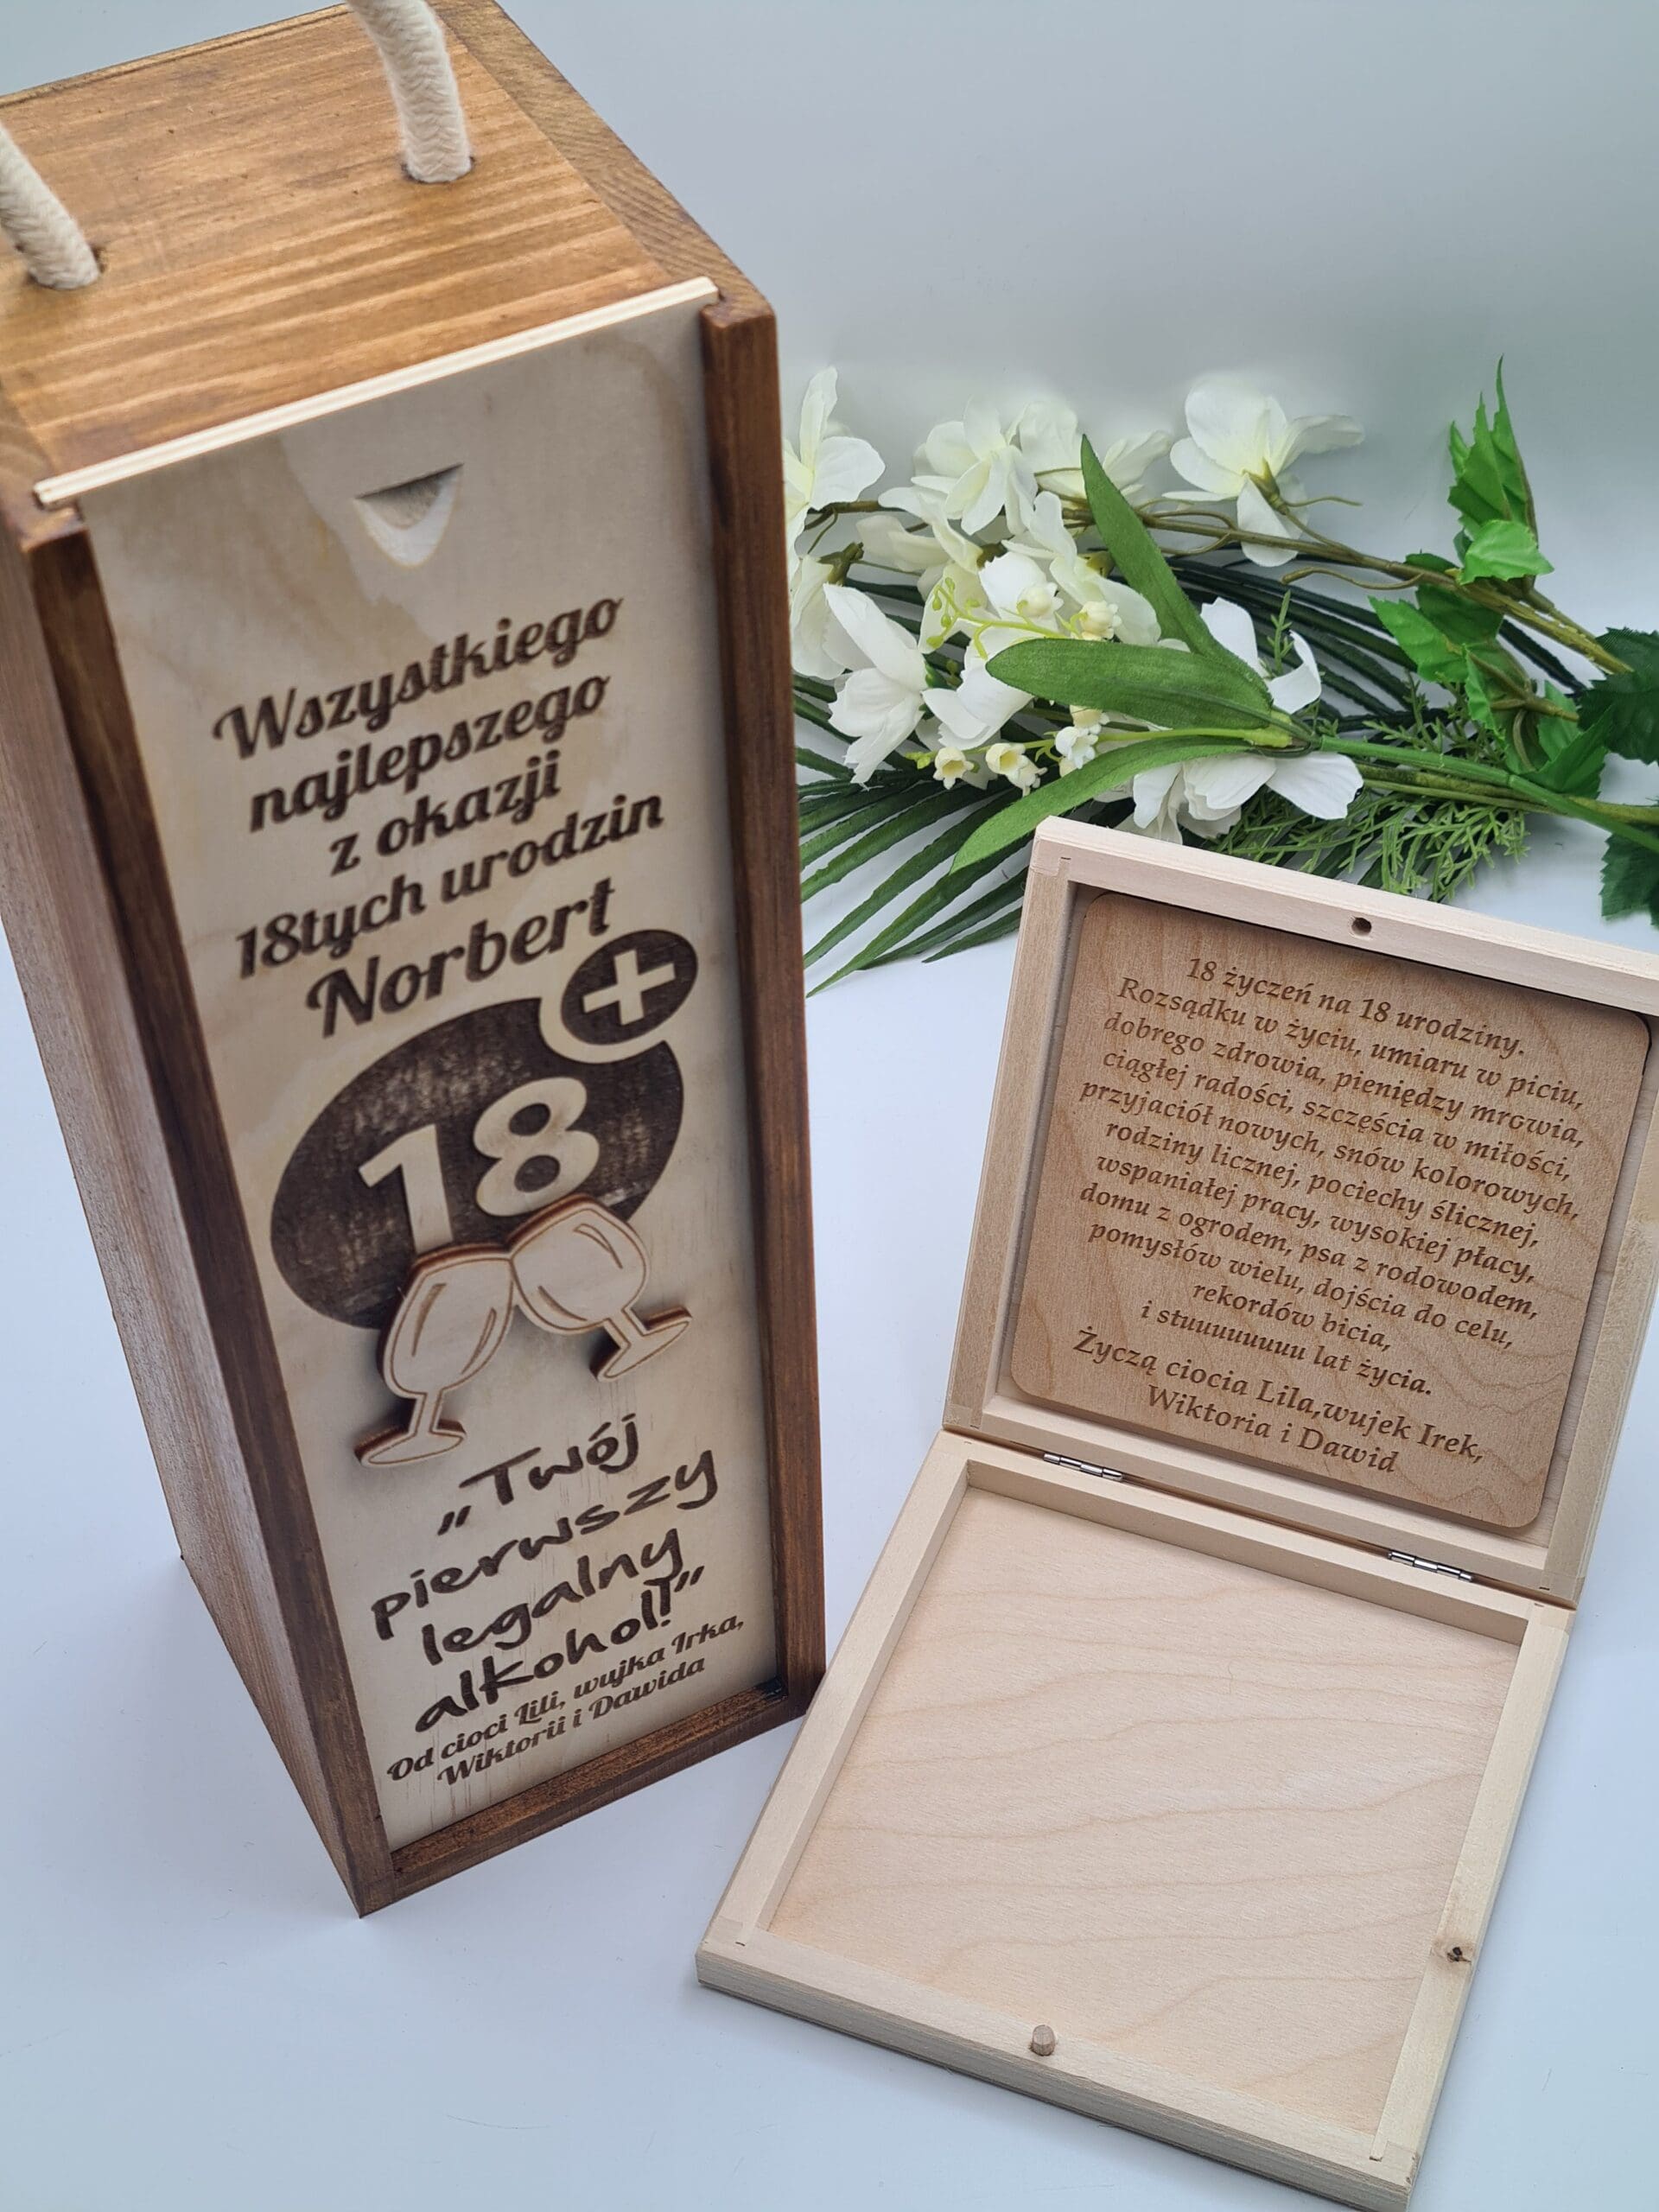 Wszystkiego
najlepszego
z okazji
18tych urodzin
Norbert
18+
„Twój
pierwszy
legalny
alkohol!”
Od cioci Lili, wujka Irka,
Wiktorii i Dawida
18 życzeń na 18 urodziny.
Rozsądku w życiu, umiaru w piciu,
dobrego zdrowia, pieniędzy mrowia,
ciągłej radości, szczęścia w miłości,
przyjaciół nowych, snów kolorowych,
rodziny licznej, pociechy ślicznej,
wspaniałej pracy, wysokiej płacy,
domu z ogrodem, psa z rodowodem,
pomysłów wielu, dojścia do celu,
rekordów bicia,
i stuuuuuuuu lat życia.
Życzą ciocia Lila,wujek Irek,
Wiktoria i Dawid